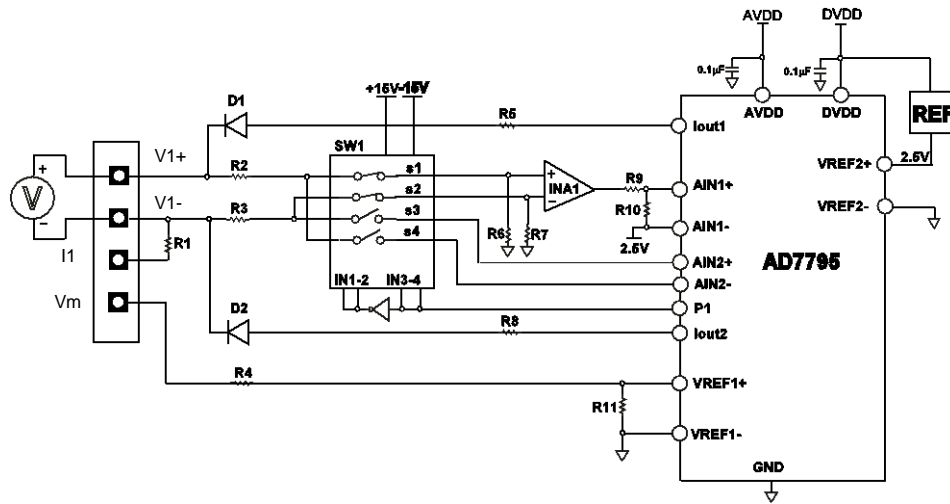 AVDD
DVDD
0.1µF
0.1µF
+15V
-15V
D1
R5
Iout1
AVDD
DVDD
REF
SW1
V1+
R2
s1
INA1
+
−
R9
AIN1+
VREF2+
2.5V
V
+
−
V1-
R3
s2
s3
s4
R10
AIN1-
VREF2-
R1
R6
R7
2.5V
I1
AIN2+
AD7795
IN1-2
IN3-4
AIN2-
Vm
P1
D2
R8
Iout2
R4
VREF1+
R11
VREF1-
GND